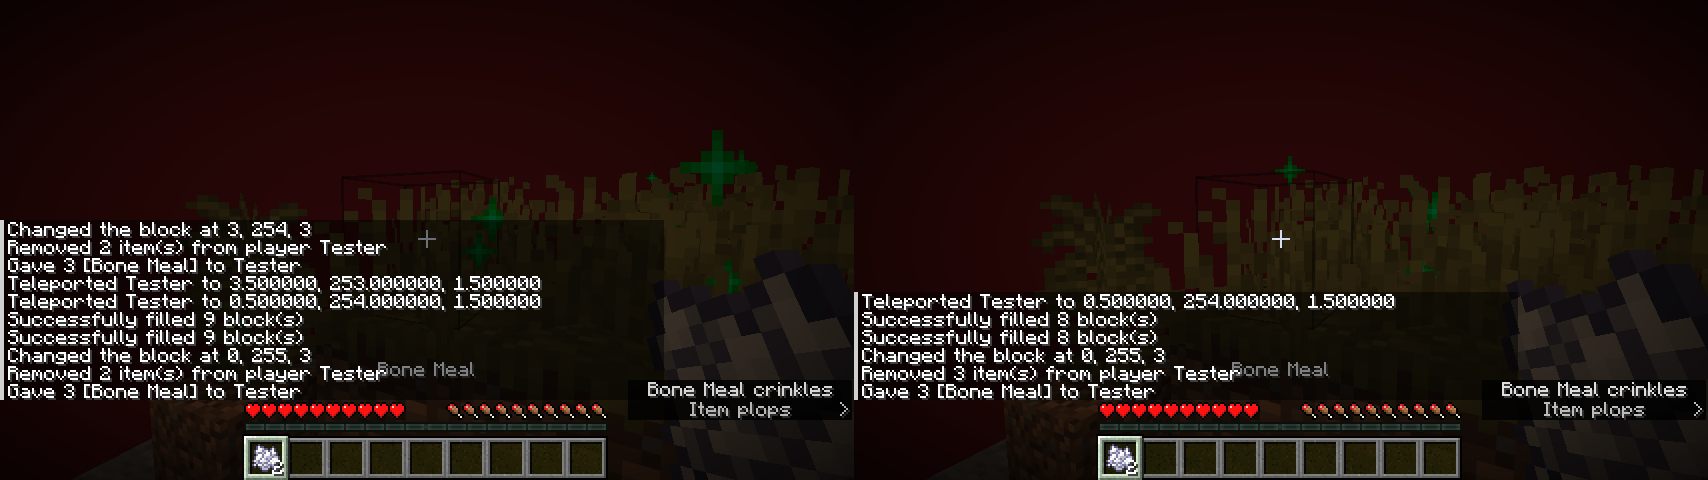 Changed the block at 3, 254, 3
Removed 2 item(s) from player Tester
Gave 3 [Bone Meal] to Tester
Teleported Tester to 3.500000, 253.000000, 1.500000
Teleported Tester to 0.500000, 254.000000, 1.500000
Successfully filled 9 block(s)
Successfully filled 9 block(s)
Changed the block at 0, 255, 3
Removed 2 item(s) from player Tester
Bone Meal
Gave 3 [Bone Meal] to Tester
Bone Meal crinkles
Item plops >
2
Teleported Tester to 0.500000, 254.000000, 1.500000
Successfully filled 8 block(s)
Successfully filled 8 block(s)
Changed the block at 0, 255, 3
Removed 3 item(s) from player Tester
Bone Meal
Gave 3 [Bone Meal] to Tester
Bone Meal crinkles
Item plops >
2